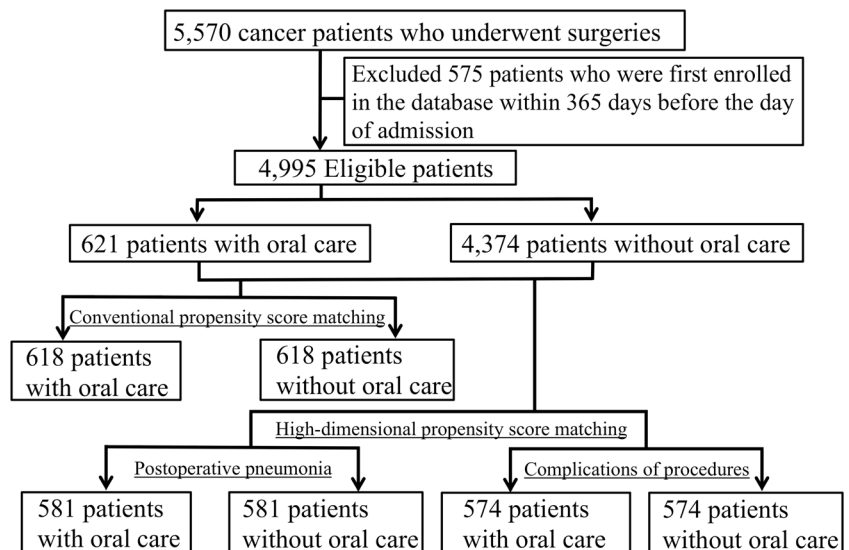 5,570 cancer patients who underwent surgeries
Excluded 575 patients who were first enrolled
in the database within 365 days before the day
of admission
4,995 Eligible patients
621 patients with oral care
4,374 patients without oral care
Conventional propensity score matching
618 patients
with oral care
618 patients
without oral care
High-dimensional propensity score matching
Postoperative pneumonia
Complications of procedures
581 patients
with oral care
581 patients
without oral care
574 patients
with oral care
574 patients
without oral care